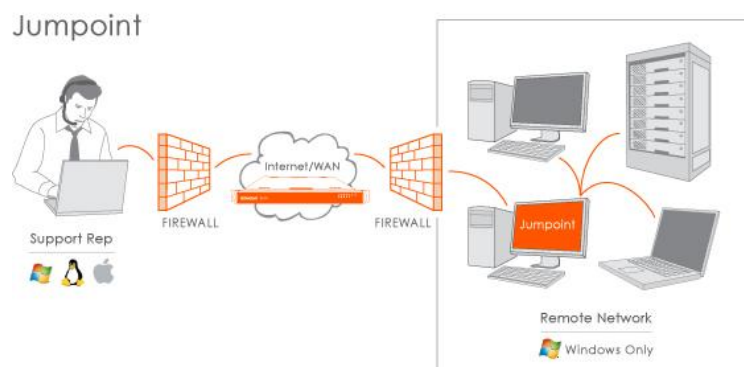 Jumpoint
Internet/WAN
FIREWALL
FIREWALL
Jumpoint
Support Rep
Remote Network
Windows Only